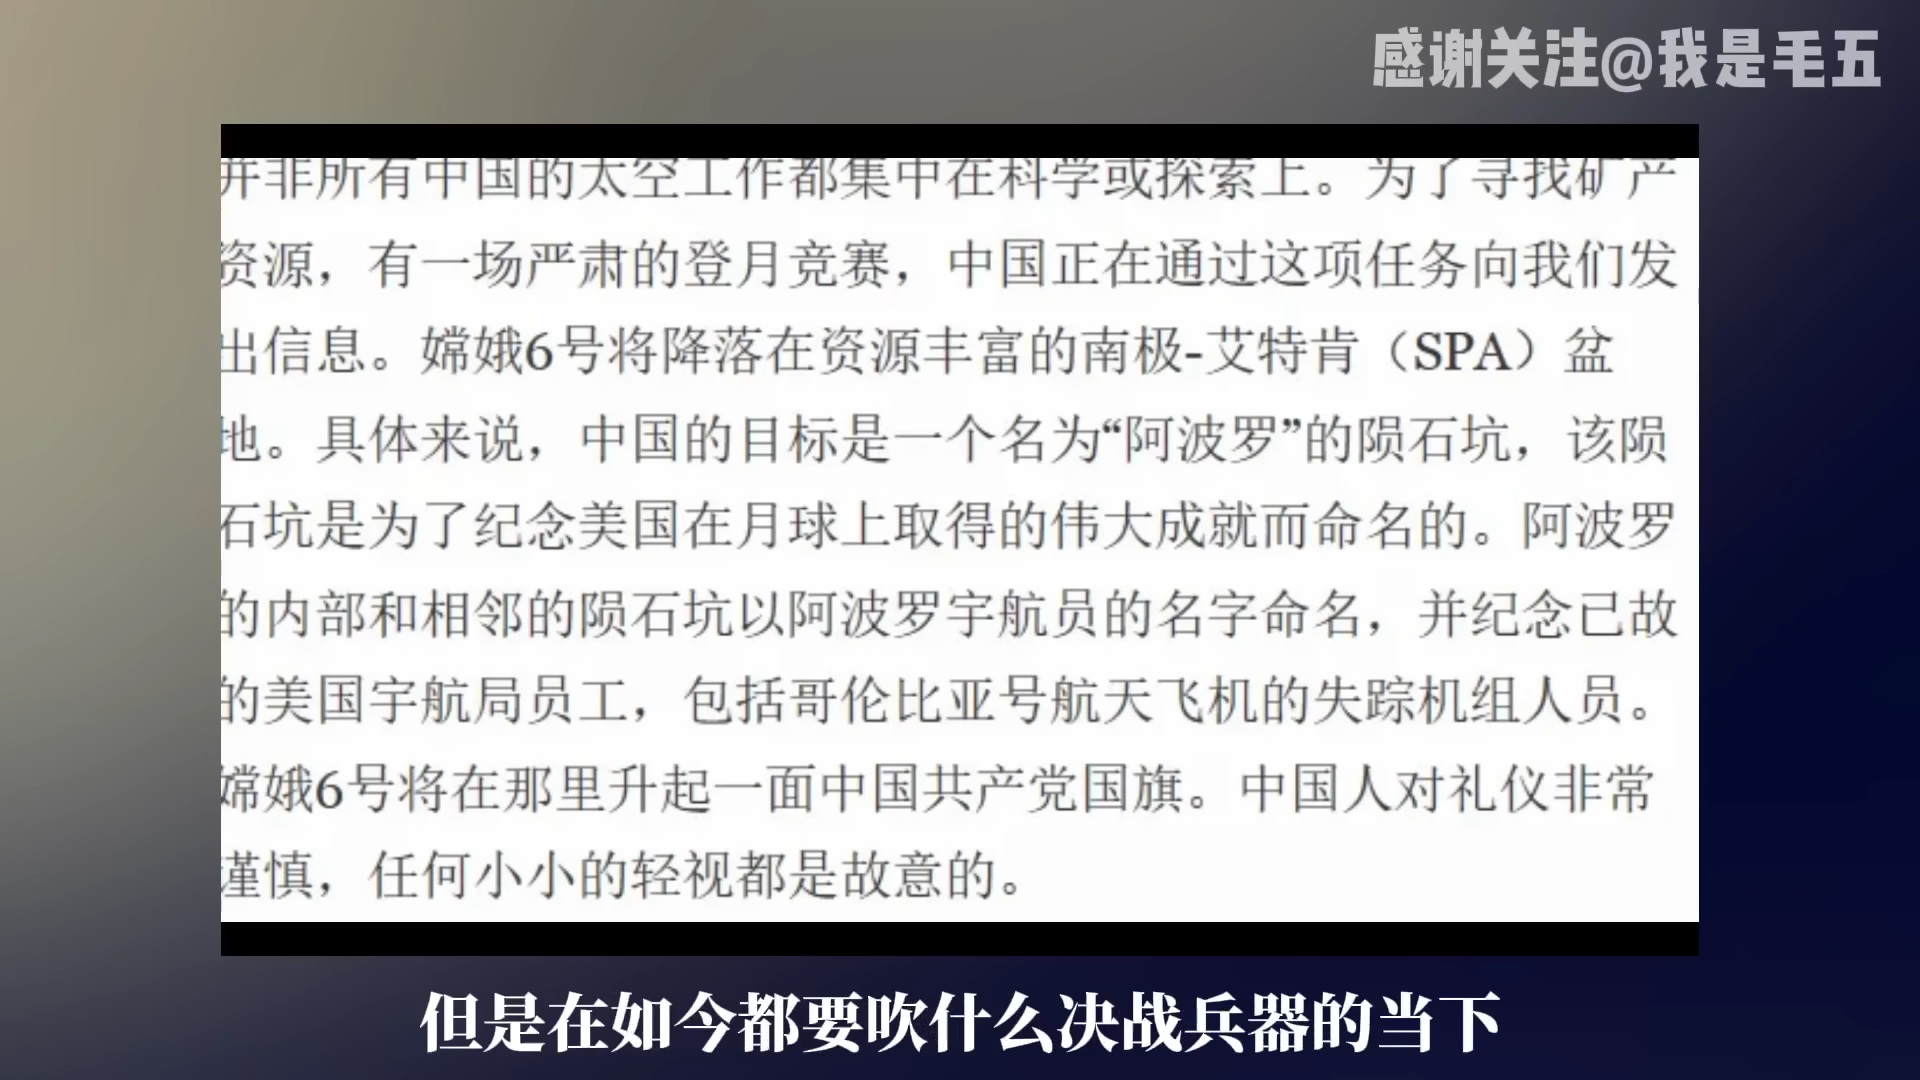 感谢关注@我是毛五
并非所有中国的太空工作都集中在科学或探索上。为了寻找矿产
资源，有一场严肃的登月竞赛，中国正在通过这项任务向我们发
出信息。嫦娥6号将降落在资源丰富的南极-艾特肯（SPA）盆
地。具体来说，中国的目标是一个名为“阿波罗”的陨石坑，该陨
石坑是为了纪念美国在月球上取得的伟大成就而命名的。阿波罗
的内部和相邻的陨石坑以阿波罗宇航员的名字命名，并纪念已故
的美国宇航局员工，包括哥伦比亚号航天飞机的失踪机组人员。
嫦娥6号将在那里升起一面中国共产党国旗。中国人对礼仪非常
谨慎，任何小小的轻视都是故意的。
但是在如今都要吹什么决战兵器的当下